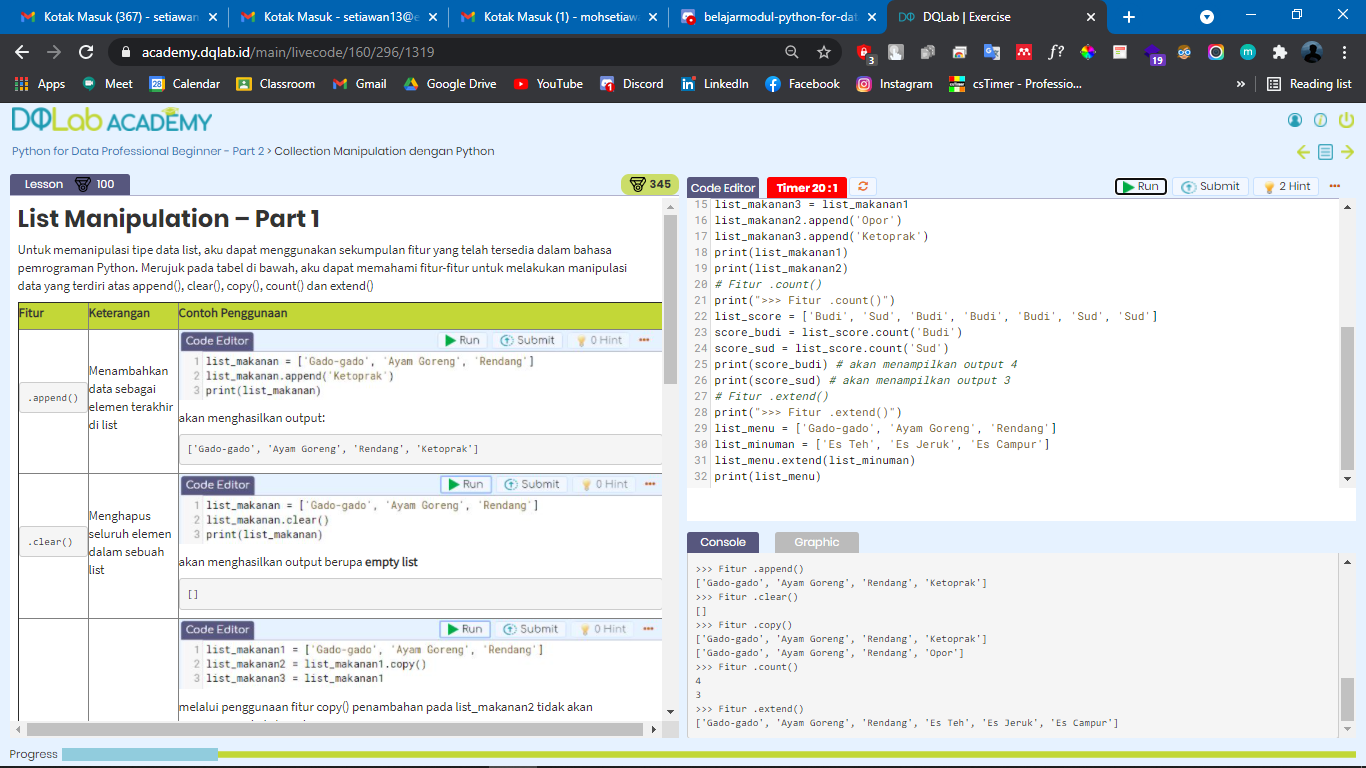 Kotak Masuk (367) - setiawan
Kotak Masuk - setiawan13@e
Kotak Masuk (1) - mohsetiaw
belajarmodul-python-for-dat
DQLab | Exercise
academy.dqlab.id/main/livecode/160/296/1319
3
f?
19
Apps
Meet
28
Calendar
Classroom
Gmail
Google Drive
YouTube
Discord
LinkedIn
Facebook
Instagram
csTimer - Professio...
»
Reading list
DQLab ACADEMY
Python for Data Professional Beginner - Part 2 > Collection Manipulation dengan Python
Lesson 100
345
List Manipulation – Part 1
Untuk memanipulasi tipe data list, aku dapat menggunakan sekumpulan fitur yang telah tersedia dalam bahasa
pemrograman Python. Merujuk pada tabel di bawah, aku dapat memahami fitur-fitur untuk melakukan manipulasi
data yang terdiri atas append(), clear(), copy(), count() dan extend()
Fitur Keterangan Contoh Penggunaan
.append()
Menambahkan
data sebagai
elemen terakhir
di list
Code Editor Run Submit 0 Hint ...
1 list_makanan = ['Gado-gado', 'Ayam Goreng', 'Rendang']
2 list_makanan.append('Ketoprak')
3 print(list_makanan)
akan menghasilkan output:
['Gado-gado', 'Ayam Goreng', 'Rendang', 'Ketoprak']
.clear()
Menghapus
seluruh elemen
dalam sebuah
list
Code Editor Run Submit 0 Hint ...
1 list_makanan = ['Gado-gado', 'Ayam Goreng', 'Rendang']
2 list_makanan.clear()
3 print(list_makanan)
akan menghasilkan output berupa empty list
[]
Code Editor Run Submit 0 Hint ...
1 list_makanan1 = ['Gado-gado', 'Ayam Goreng', 'Rendang']
2 list_makanan2 = list_makanan1.copy()
3 list_makanan3 = list_makanan1
melalui penggunaan fitur copy() penambahan pada list_makanan2 tidak akan
Code Editor Timer 20 : 1 Run Submit 2 Hint ...
15 list_makanan3 = list_makanan1
16 list_makanan2.append('Opor')
17 list_makanan3.append('Ketoprak')
18 print(list_makanan1)
19 print(list_makanan2)
20 # Fitur .count()
21 print(">>> Fitur .count()")
22 list_score = ['Budi', 'Sud', 'Budi', 'Budi', 'Budi', 'Sud', 'Sud']
23 score_budi = list_score.count('Budi')
24 score_sud = list_score.count('Sud')
25 print(score_budi) # akan menampilkan output 4
26 print(score_sud) # akan menampilkan output 3
27 # Fitur .extend()
28 print(">>> Fitur .extend()")
29 list_menu = ['Gado-gado', 'Ayam Goreng', 'Rendang']
30 list_minuman = ['Es Teh', 'Es Jeruk', 'Es Campur']
31 list_menu.extend(list_minuman)
32 print(list_menu)
Console Graphic
>>> Fitur .append()
['Gado-gado', 'Ayam Goreng', 'Rendang', 'Ketoprak']
>>> Fitur .clear()
[]
>>> Fitur .copy()
['Gado-gado', 'Ayam Goreng', 'Rendang', 'Ketoprak']
['Gado-gado', 'Ayam Goreng', 'Rendang', 'Opor']
>>> Fitur .count()
4
3
>>> Fitur .extend()
['Gado-gado', 'Ayam Goreng', 'Rendang', 'Es Teh', 'Es Jeruk', 'Es Campur']
Progress